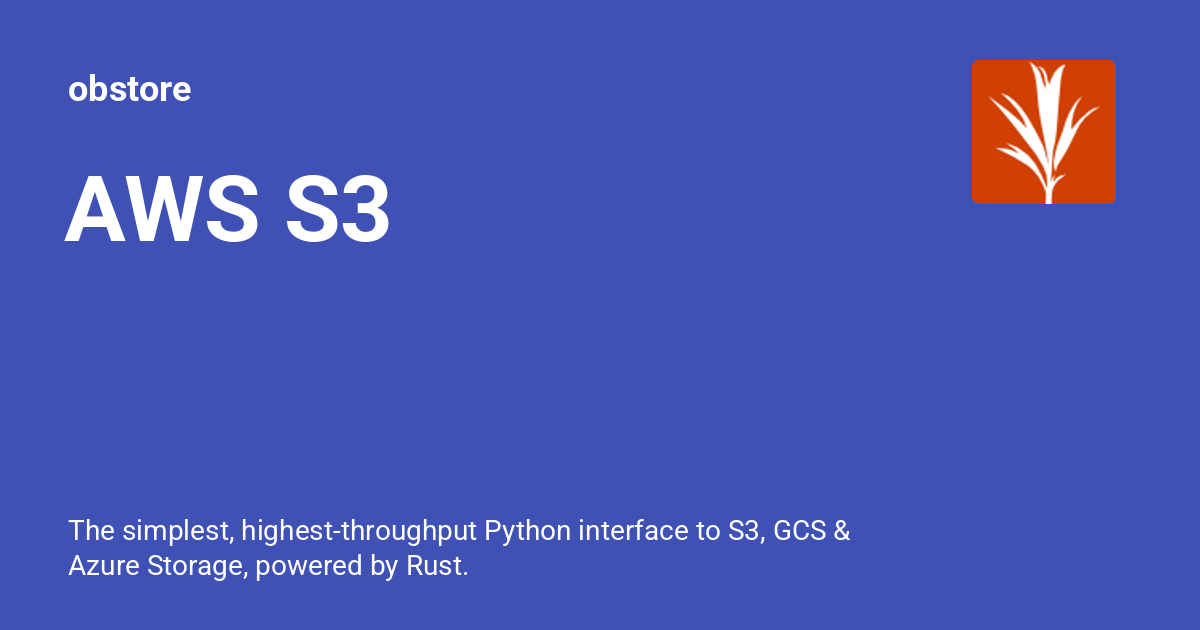 obstore
AWS S3
The simplest, highest-throughput Python interface to S3, GCS &
Azure Storage, powered by Rust.